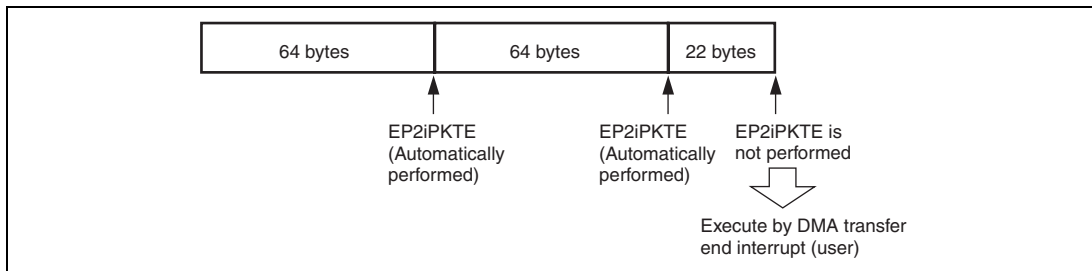 64 bytes
64 bytes
22 bytes
EP2iPKTE
(Automatically
performed)
EP2iPKTE
(Automatically
performed)
EP2iPKTE is
not performed
Execute by DMA transfer
end interrupt (user)